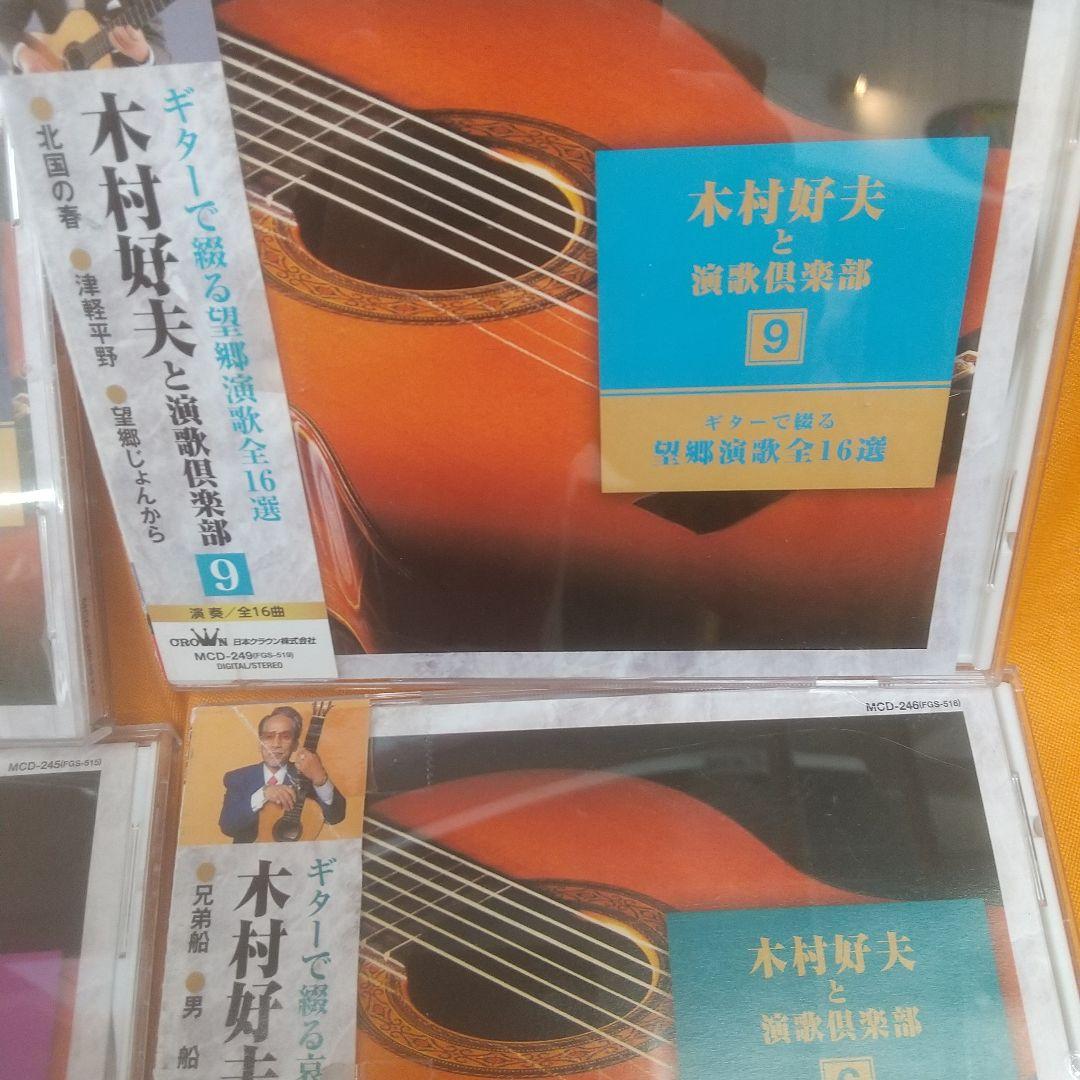 ギターで綴る望郷演歌全16選
木村好夫と演歌倶楽部
9
北国の春
津軽平野
望郷じょんから
演奏/全16曲
CROWN 日本クラウン株式会社
MCD-249(FGS-519)
DIGITAL/STEREO
木村好夫
と
演歌倶楽部
9
ギターで綴る
望郷演歌全16選
MCD-245(FGS-515)
ギターで綴る哀
木村好夫
兄弟船
男船
MCD-246(FGS-516)
木村好夫
と
演歌倶楽部